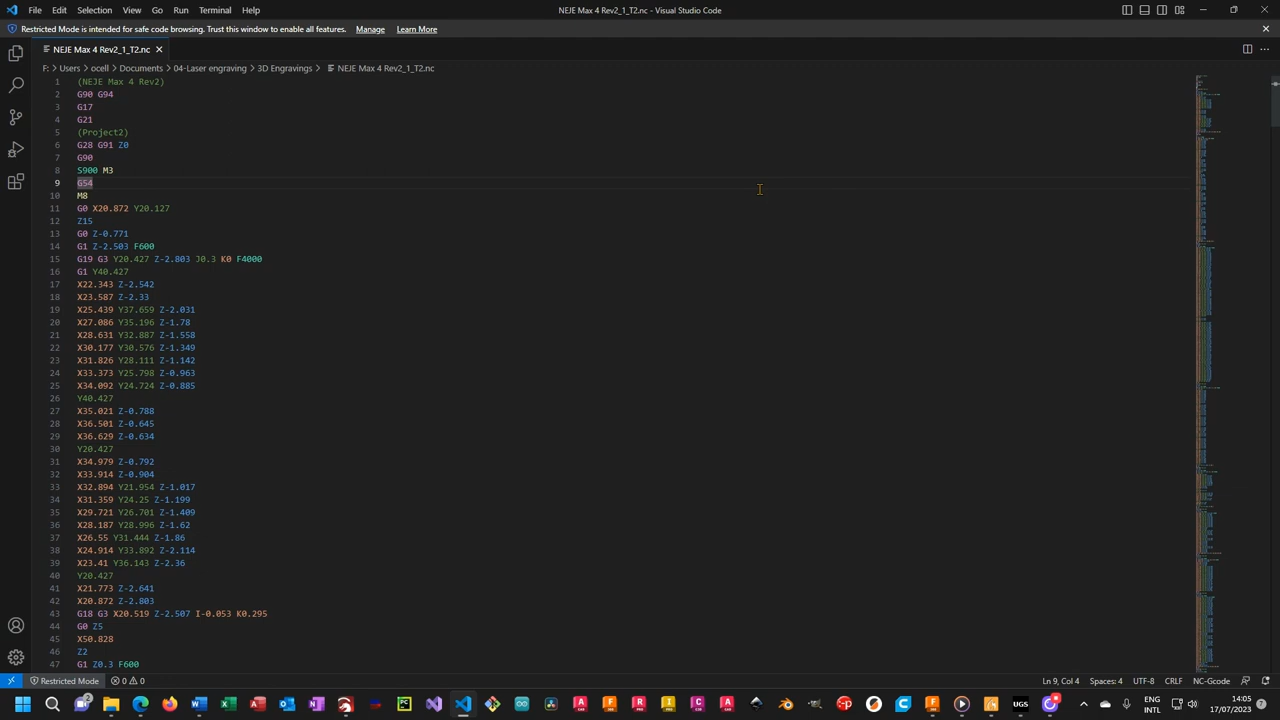 File Edit Selection View Go Run Terminal Help
NEJE Max 4 Rev2_1_T2.nc - Visual Studio Code
Restricted Mode is intended for safe code browsing. Trust this window to enable all features. Manage Learn More
NEJE Max 4 Rev2_1_T2.nc
F: > Users > ocell > Documents > 04-Laser engraving > 3D Engravings > NEJE Max 4 Rev2_1_T2.nc
1 (NEJE Max 4 Rev2)
2 G90 G94
3 G17
4 G21
5 (Project2)
6 G28 G91 Z0
7 G90
8 S900 M3
9 G54
10 M8
11 G0 X20.872 Y20.127
12 Z15
13 G0 Z-0.771
14 G1 Z-2.503 F600
15 G19 G3 Y20.427 Z-2.803 J0.3 K0 F4000
16 G1 Y40.427
17 X22.343 Z-2.542
18 X23.587 Z-2.33
19 X25.439 Y37.659 Z-2.031
20 X27.086 Y35.196 Z-1.78
21 X28.631 Y32.887 Z-1.558
22 X30.177 Y30.576 Z-1.349
23 X31.826 Y28.111 Z-1.142
24 X33.373 Y25.798 Z-0.963
25 X34.092 Y24.724 Z-0.885
26 Y40.427
27 X35.021 Z-0.788
28 X36.501 Z-0.645
29 X36.629 Z-0.634
30 Y20.427
31 X34.979 Z-0.792
32 X33.914 Z-0.904
33 X32.894 Y21.954 Z-1.017
34 X31.359 Y24.25 Z-1.199
35 X29.721 Y26.701 Z-1.409
36 X28.187 Y28.996 Z-1.62
37 X26.55 Y31.444 Z-1.86
38 X24.914 Y33.892 Z-2.114
39 X23.41 Y36.143 Z-2.36
40 Y20.427
41 X21.773 Z-2.641
42 X20.872 Z-2.803
43 G18 G3 X20.519 Z-2.507 I-0.053 K0.295
44 G0 Z5
45 X50.828
46 Z2
47 G1 Z0.3 F600
Restricted Mode 0 0
Ln 9, Col 4 Spaces: 4 UTF-8 CRLF NC-Gcode
ENG
INTL
14:05
17/07/2023
UGS